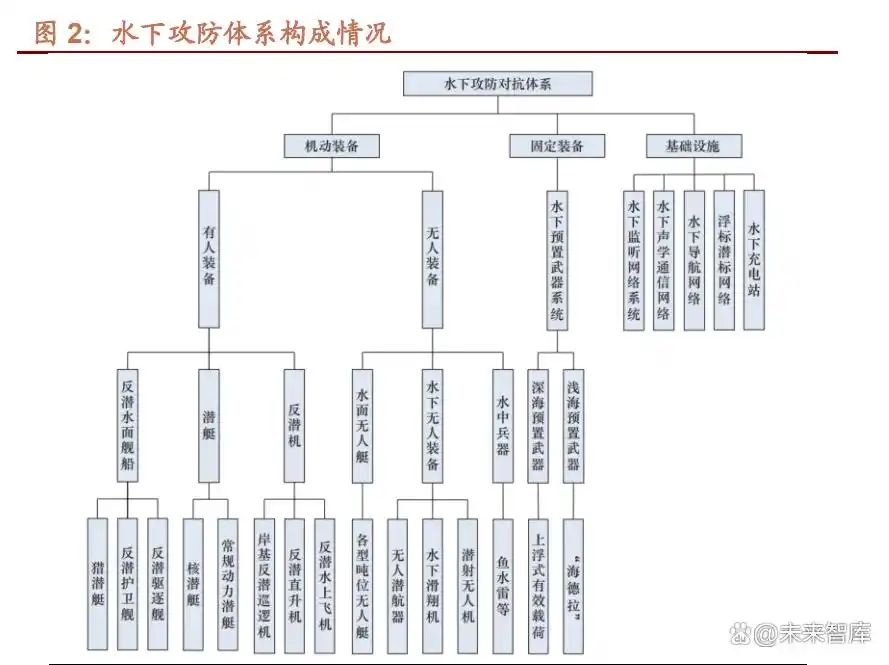 图 2：水下攻防体系构成情况
水下攻防对抗体系
机动装备
固定装备
基础设施
有人装备
无人装备
水下预置武器系统
水下监听网络系统
水下声学通信网络
水下导航网络
浮标潜标网络
水下充电站
反潜水面舰船
潜艇
反潜机
水面无人艇
水下无人装备
水中兵器
深海预置武器
浅海预置武器
猎潜艇
反潜护卫舰
反潜驱逐舰
核潜艇
常规动力潜艇
岸基反潜巡逻机
反潜直升机
反潜水上飞机
各型吨位无人艇
无人潜航器
水下滑翔机
潜射无人机
鱼水雷等
上浮式有效载荷
“海德拉”
@未来智库